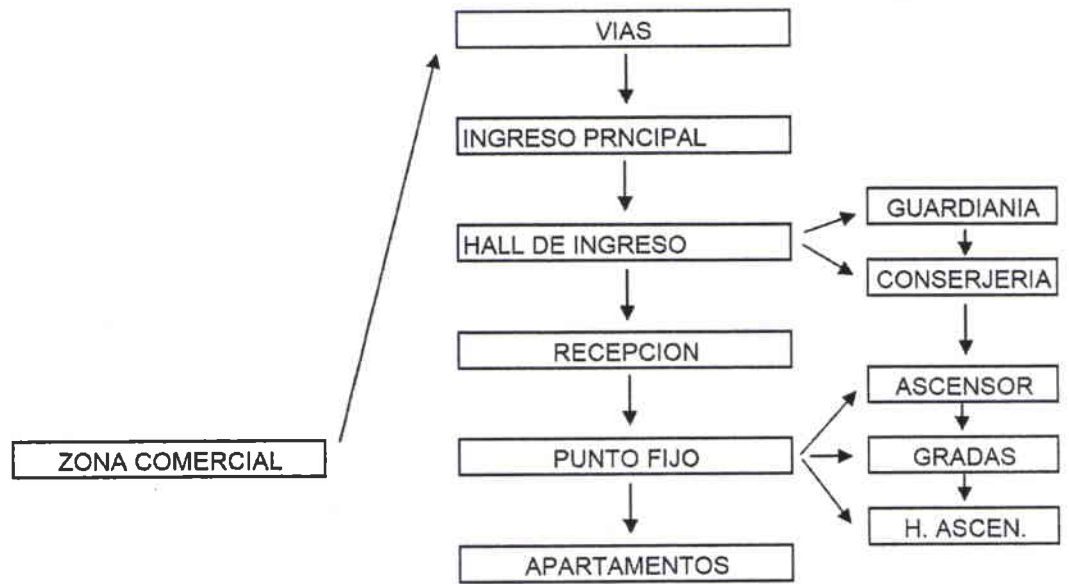 VIAS
INGRESO PRNCIPAL
HALL DE INGRESO
GUARDIANIA
CONSERJERIA
RECEPCION
ASCENSOR
ZONA COMERCIAL
PUNTO FIJO
GRADAS
H. ASCEN.
APARTAMENTOS